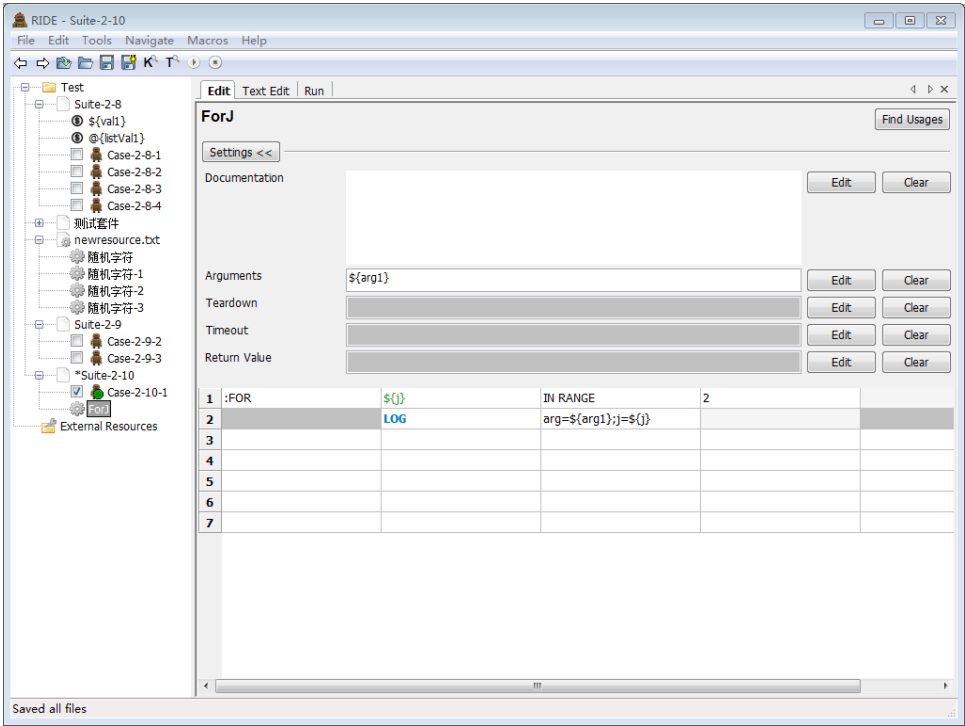 RIDE - Suite-2-10
File Edit Tools Navigate Macros Help
Test
Suite-2-8
${val1}
@{listVal1}
Case-2-8-1
Case-2-8-2
Case-2-8-3
Case-2-8-4
测试套件
newresource.txt
随机字符
随机字符-1
随机字符-2
随机字符-3
Suite-2-9
Case-2-9-2
Case-2-9-3
*Suite-2-10
Case-2-10-1
ForJ
External Resources
Edit Text Edit Run
ForJ Find Usages
Settings <<
Documentation Edit Clear
Arguments ${arg1} Edit Clear
Teardown Edit Clear
Timeout Edit Clear
Return Value Edit Clear
1 :FOR ${j} IN RANGE 2
2 LOG arg=${arg1};j=${j}
3
4
5
6
7
Saved all files